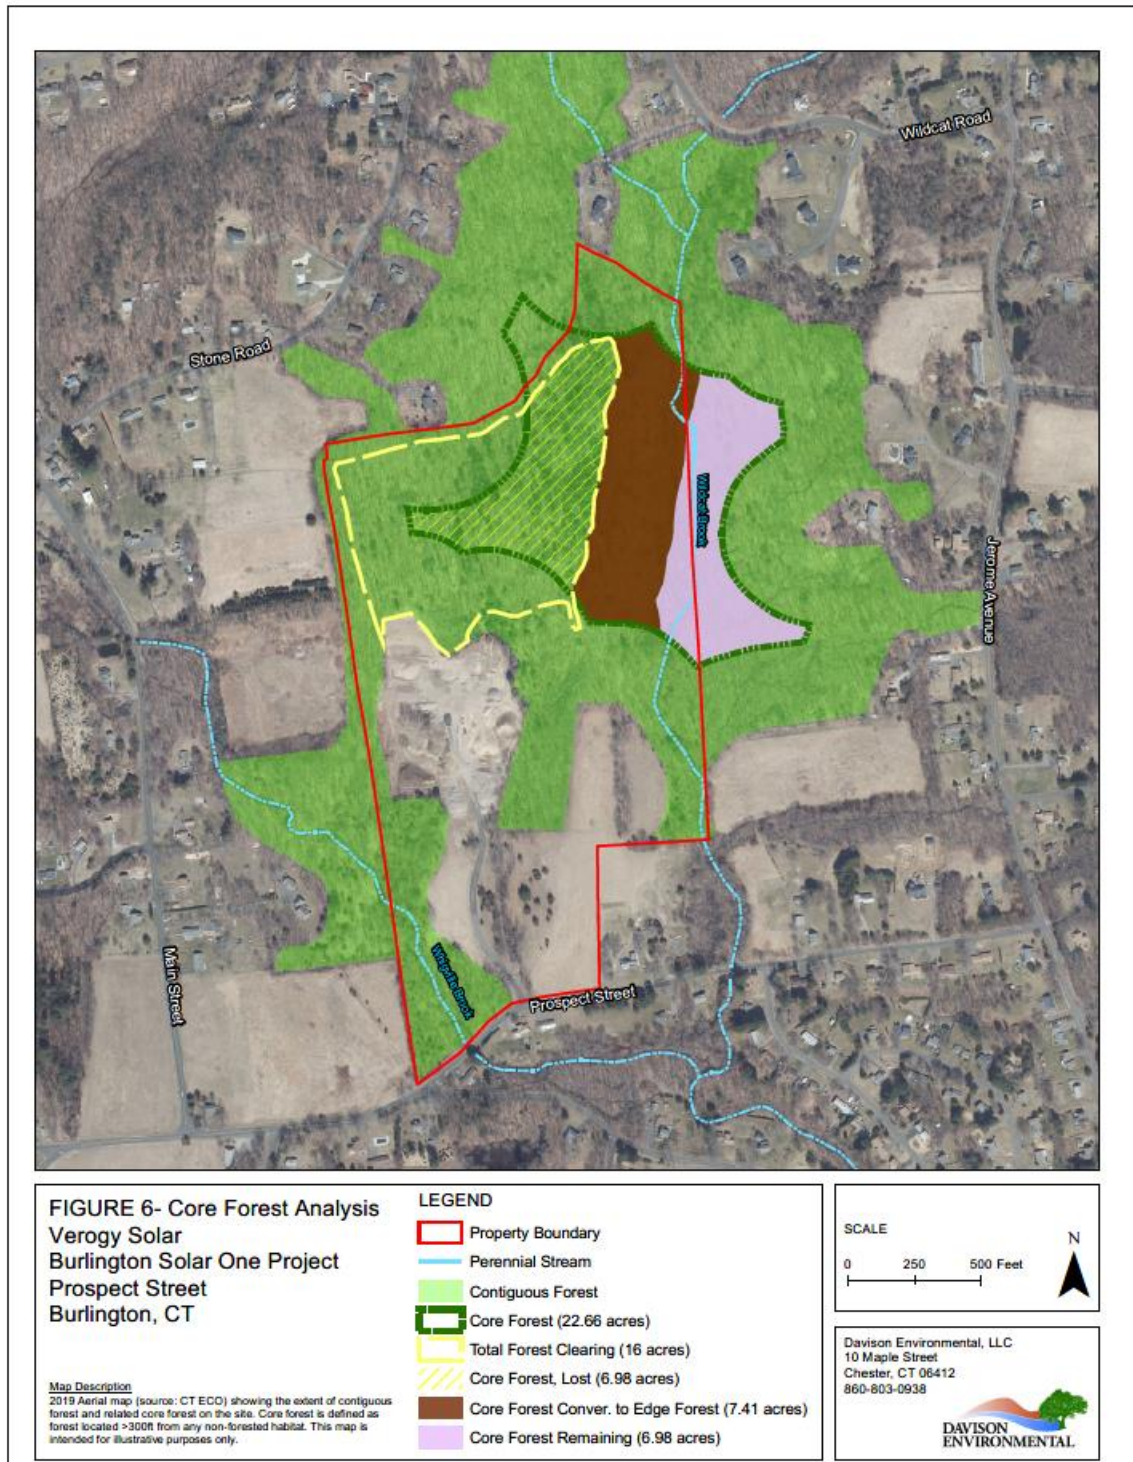 Wildcat Road
Stone Road
Wildcat Brook
Jerome Avenue
Main Street
Whigville Brook
Prospect Street
FIGURE 6- Core Forest Analysis
Verogy Solar
Burlington Solar One Project
Prospect Street
Burlington, CT
Map Description
2019 Aerial map (source: CT ECO) showing the extent of contiguous
forest and related core forest on the site. Core forest is defined as
forest located >300ft from any non-forested habitat. This map is
intended for illustrative purposes only.
LEGEND
Property Boundary
Perennial Stream
Contiguous Forest
Core Forest (22.66 acres)
Total Forest Clearing (16 acres)
Core Forest, Lost (6.98 acres)
Core Forest Conver. to Edge Forest (7.41 acres)
Core Forest Remaining (6.98 acres)
SCALE
0 250 500 Feet
N
Davison Environmental, LLC
10 Maple Street
Chester, CT 06412
860-803-0938
DAVISON
ENVIRONMENTAL